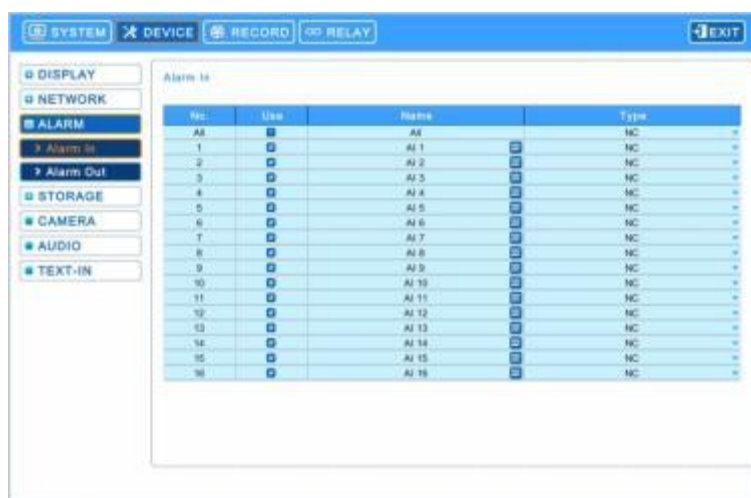 SYSTEM DEVICE RECORD RELAY EXIT
DISPLAY
NETWORK
ALARM
> Alarm In
> Alarm Out
STORAGE
CAMERA
AUDIO
TEXT-IN
Alarm In
No. Use Name Type
All All NC
1 AI 1 NC
2 AI 2 NC
3 AI 3 NC
4 AI 4 NC
5 AI 5 NC
6 AI 6 NC
7 AI 7 NC
8 AI 8 NC
9 AI 9 NC
10 AI 10 NC
11 AI 11 NC
12 AI 12 NC
13 AI 13 NC
14 AI 14 NC
15 AI 15 NC
16 AI 16 NC